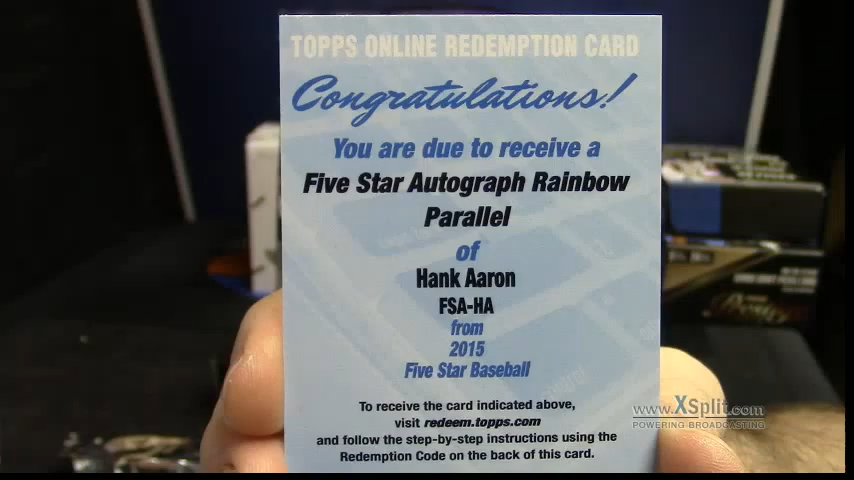 TOPPS ONLINE REDEMPTION CARD
Congratulations!
You are due to receive a
Five Star Autograph Rainbow
Parallel
of
Hank Aaron
FSA-HA
from
2015
Five Star Baseball
To receive the card indicated above,
visit redeem.topps.com
and follow the step-by-step instructions using the
Redemption Code on the back of this card.
www.XSplit.com
POWERING BROADCASTING